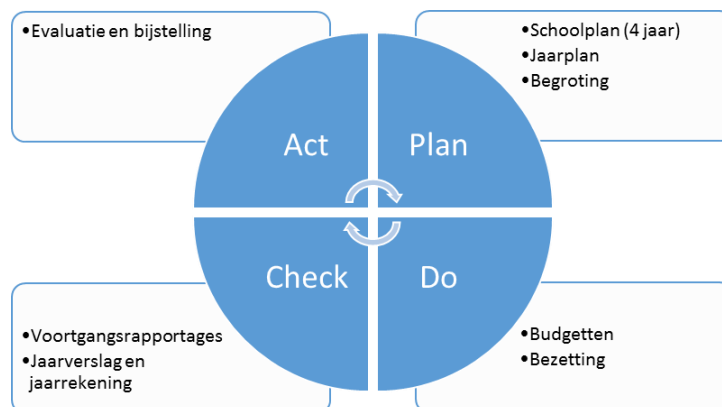 •Evaluatie en bijstelling
•Schoolplan (4 jaar)
•Jaarplan
•Begroting
Act
Plan
Check
Do
•Voortgangsrapportages
•Jaarverslag en
jaarrekening
•Budgetten
•Bezetting